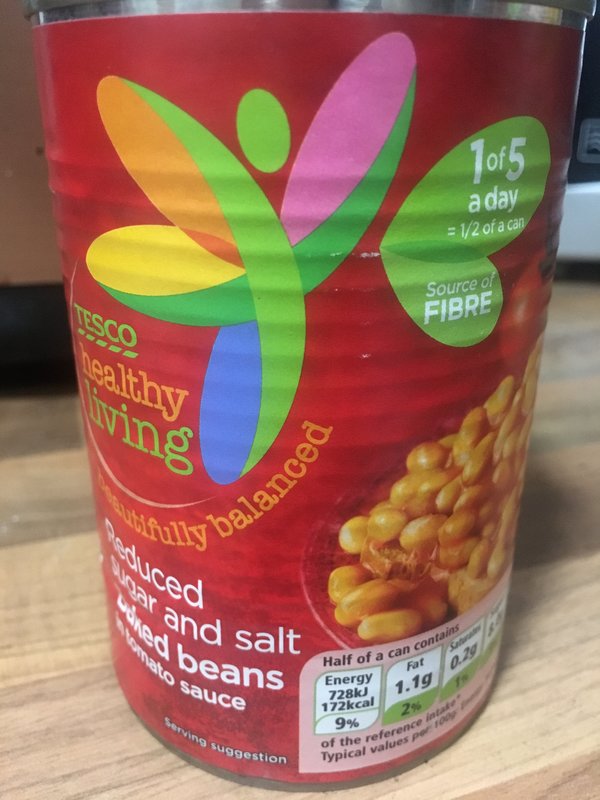 1 of 5
a day
= 1/2 of a can
Source of
FIBRE
TESCO
healthy
living
Beautifully balanced
Reduced
sugar and salt
baked beans
in tomato sauce
Serving suggestion
Half of a can contains
Energy
728kJ
172kcal
9%
Fat
1.1g
2%
Saturates
0.2g
1%
of the reference intake*
Typical values per 100g: